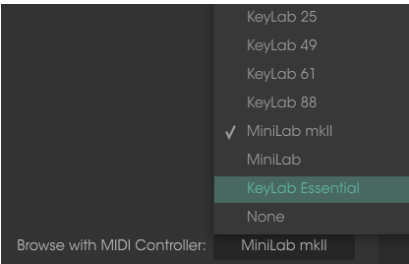 KeyLab 25
KeyLab 49
KeyLab 61
KeyLab 88
✓ MiniLab mkII
MiniLab
KeyLab Essential
None
Browse with MIDI Controller: MiniLab mkII